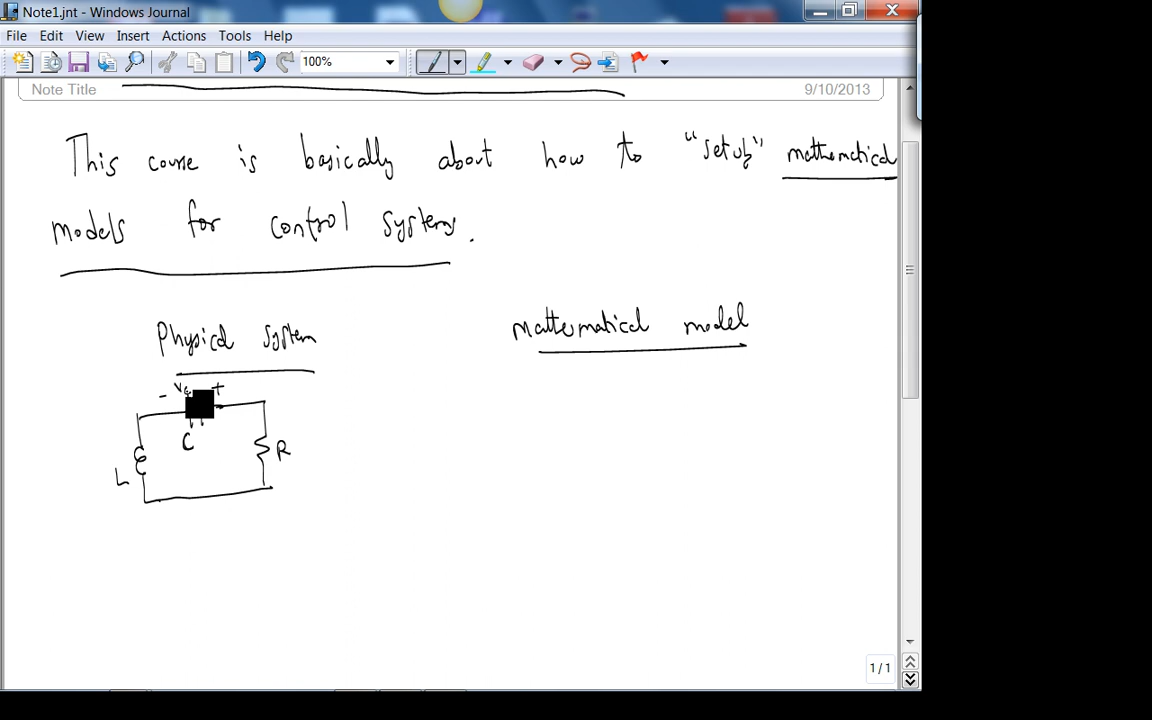 Note1.jnt - Windows Journal
File Edit View Insert Actions Tools Help
100%
Note Title 9/10/2013
This course is basically about how to "setup" mathematical
models for control systems.
Physical system mathematical model
- Vc +
C
L
R
1 / 1